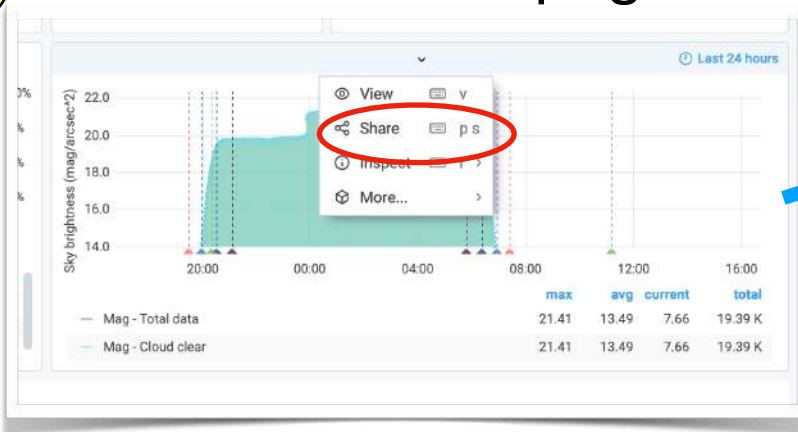 Last 24 hours
Sky brightness (mag/arcsec^2)
22.0
20.0
18.0
16.0
14.0
View v
Share p s
Inspect
More...
20:00 00:00 04:00 08:00 12:00 16:00
max avg current total
Mag - Total data 21.41 13.49 7.66 19.39 K
Mag - Cloud clear 21.41 13.49 7.66 19.39 K